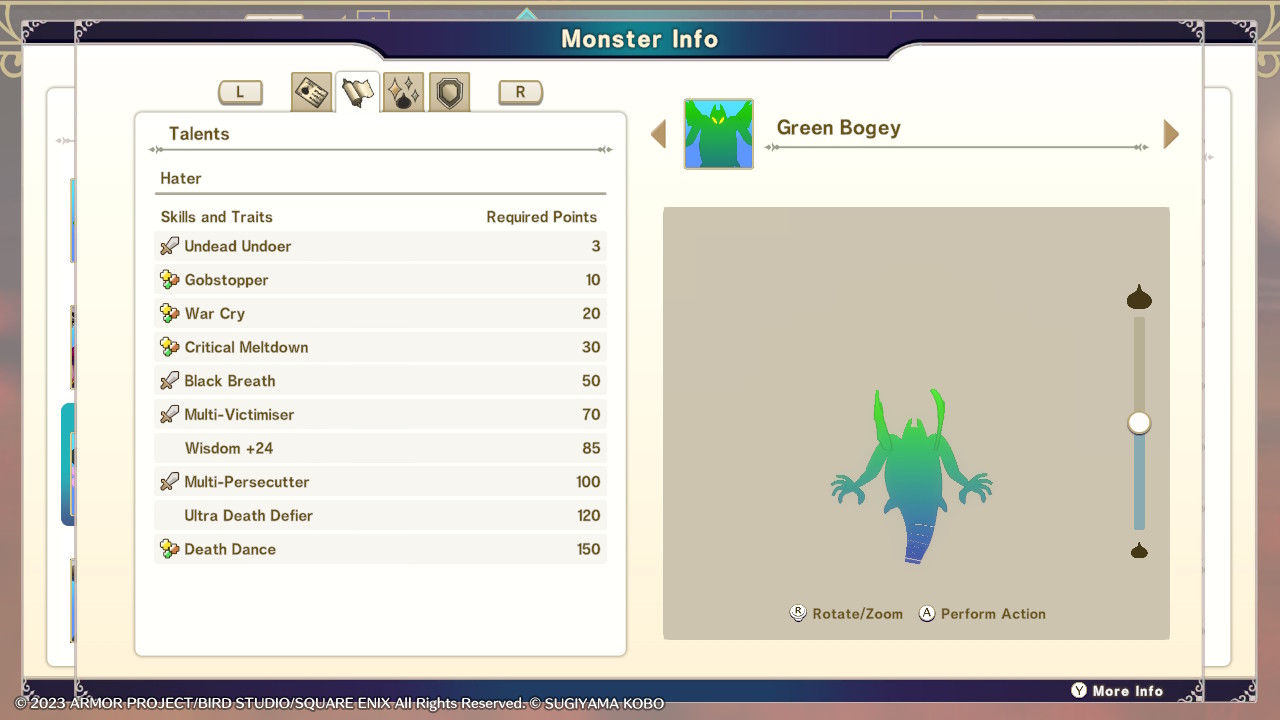 Monster Info
L
R
Talents
Hater
Skills and Traits Required Points
Undead Undoer 3
Gobstopper 10
War Cry 20
Critical Meltdown 30
Black Breath 50
Multi-Victimiser 70
Wisdom +24 85
Multi-Persecutter 100
Ultra Death Defier 120
Death Dance 150
Green Bogey
R Rotate/Zoom A Perform Action
Y More Info
© 2023 ARMOR PROJECT/BIRD STUDIO/SQUARE ENIX All Rights Reserved. © SUGIYAMA KOBO